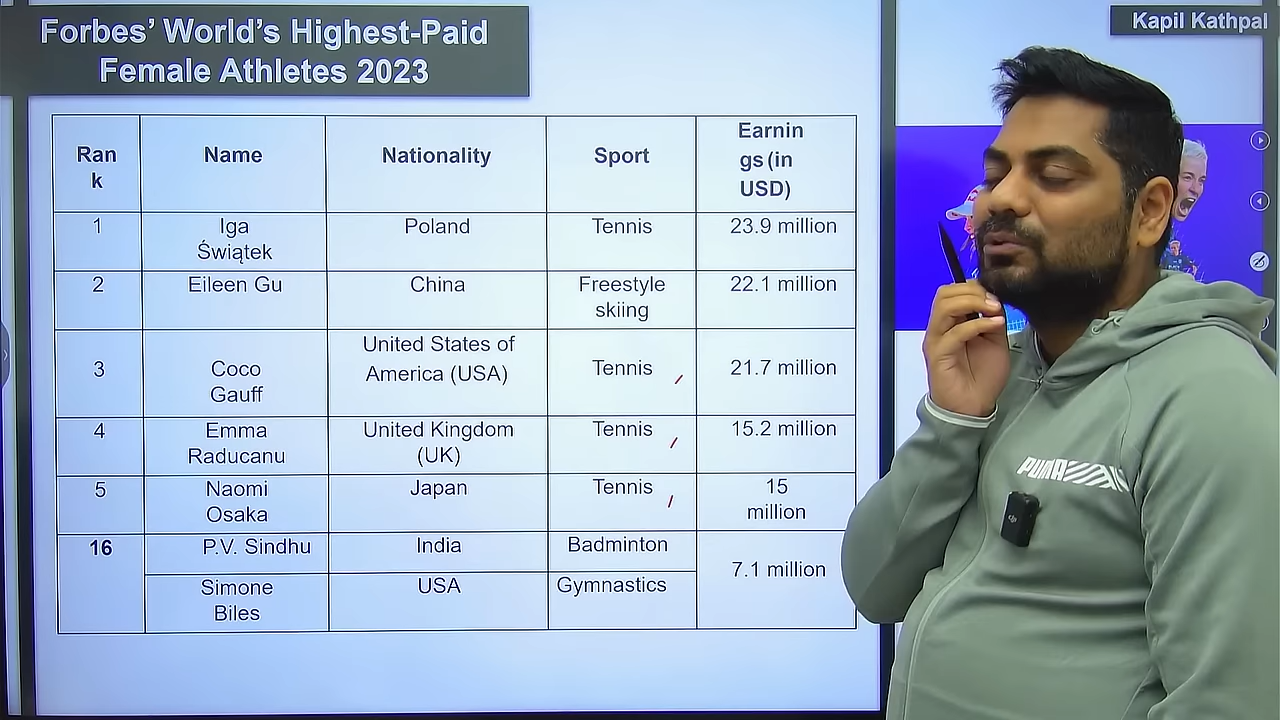 Forbes’ World’s Highest-Paid
Female Athletes 2023
Kapil Kathpal
Ran
k
Name
Nationality
Sport
Earnin
gs (in
USD)
1
Iga
Świątek
Poland
Tennis
23.9 million
2
Eileen Gu
China
Freestyle
skiing
22.1 million
3
Coco
Gauff
United States of
America (USA)
Tennis
21.7 million
4
Emma
Raducanu
United Kingdom
(UK)
Tennis
15.2 million
5
Naomi
Osaka
Japan
Tennis
15
million
16
P.V. Sindhu
India
Badminton
7.1 million
Simone
Biles
USA
Gymnastics
PUMA
dji